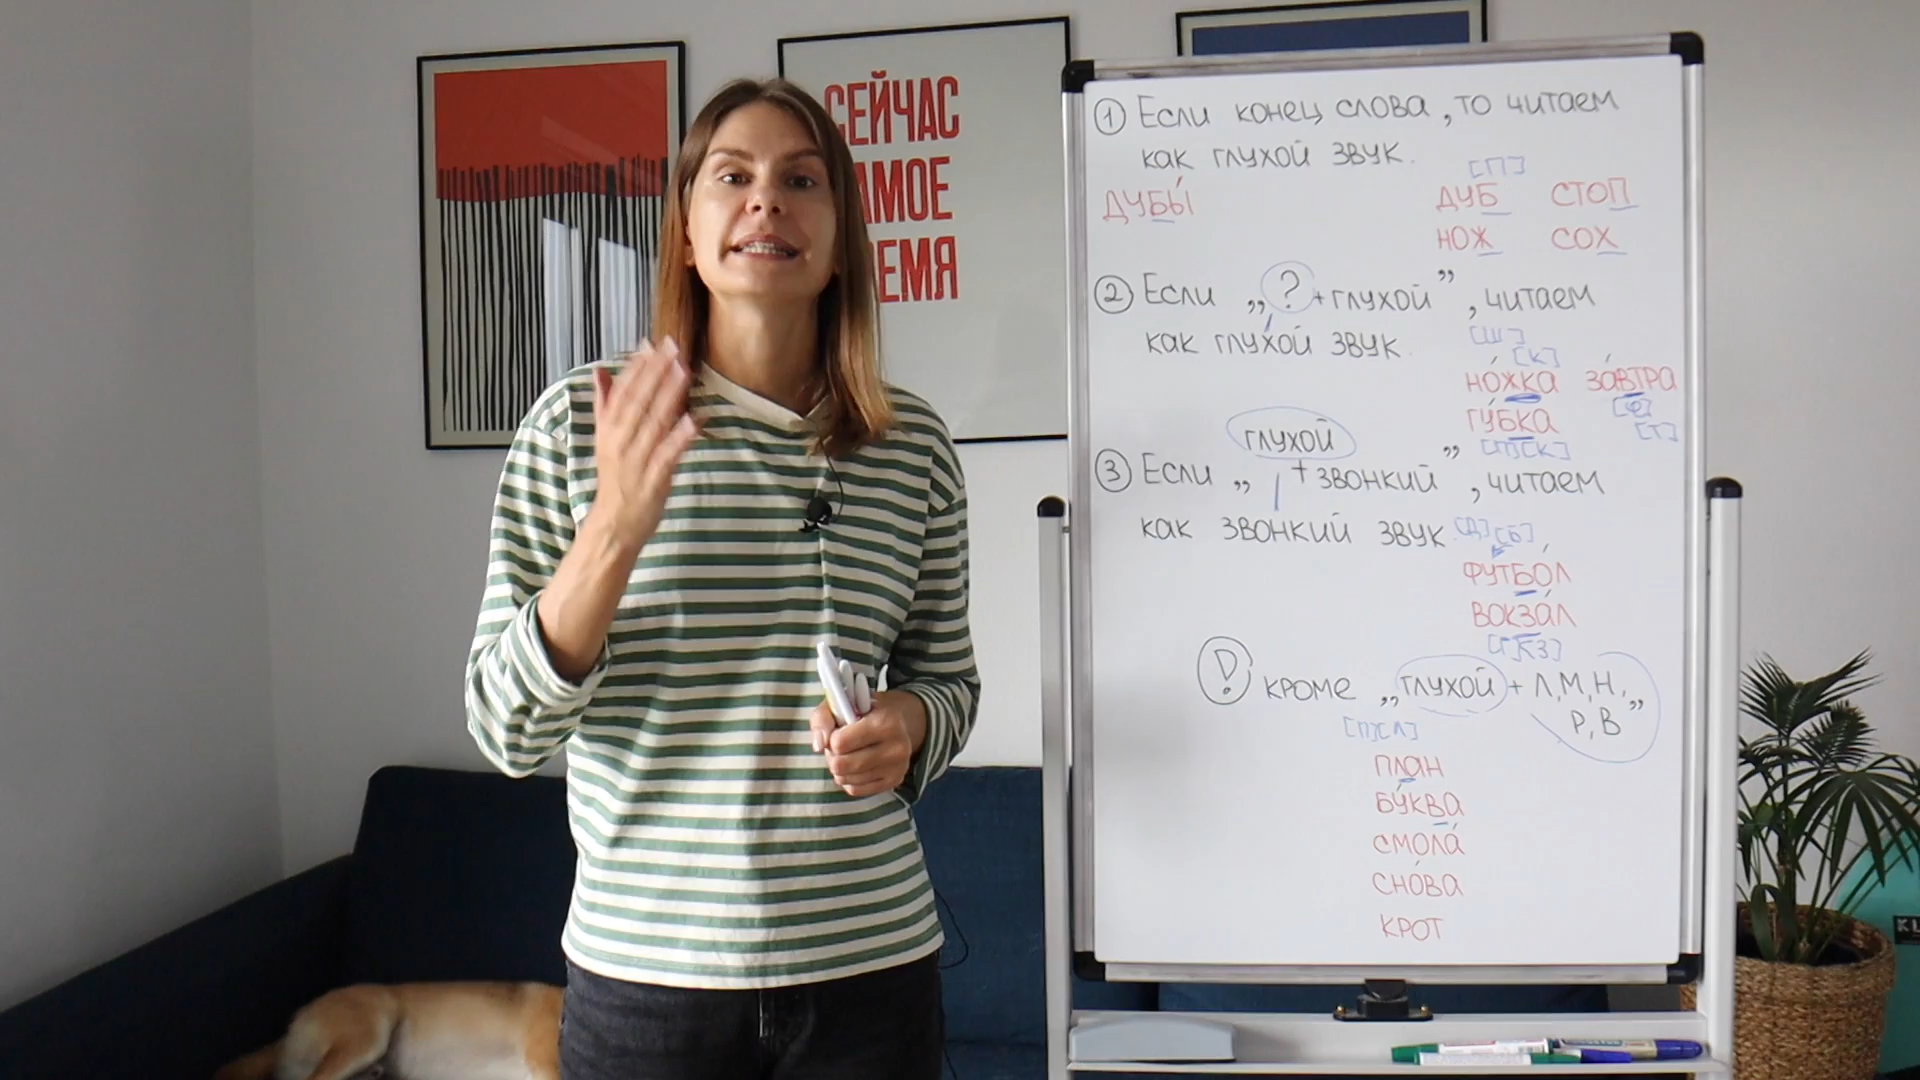 СЕЙЧАС
АМОЕ
ЕМЯ
① Если конец слова, то читаем
как глухой звук.
[П]
ДУБЫ́ ДУБ СТОП
НОЖ СОХ
② Если „ ? + глухой ”, читаем
как глухой звук.
[Ш]
[К]
НО́ЖКА ЗА́ВТРА
[Ф]
ГУ́БКА
[Т]
[П][К]
глухой
③ Если „ + звонкий ”, читаем
как звонкий звук.
[Д][Б]
ФУТБО́Л
ВОКЗА́Л
[Г][З]
! кроме „глухой + Л, М, Н,
Р, В”
[П][Л]
ПЛАН
БУ́КВА
СМОЛА́
СНО́ВА
КРОТ